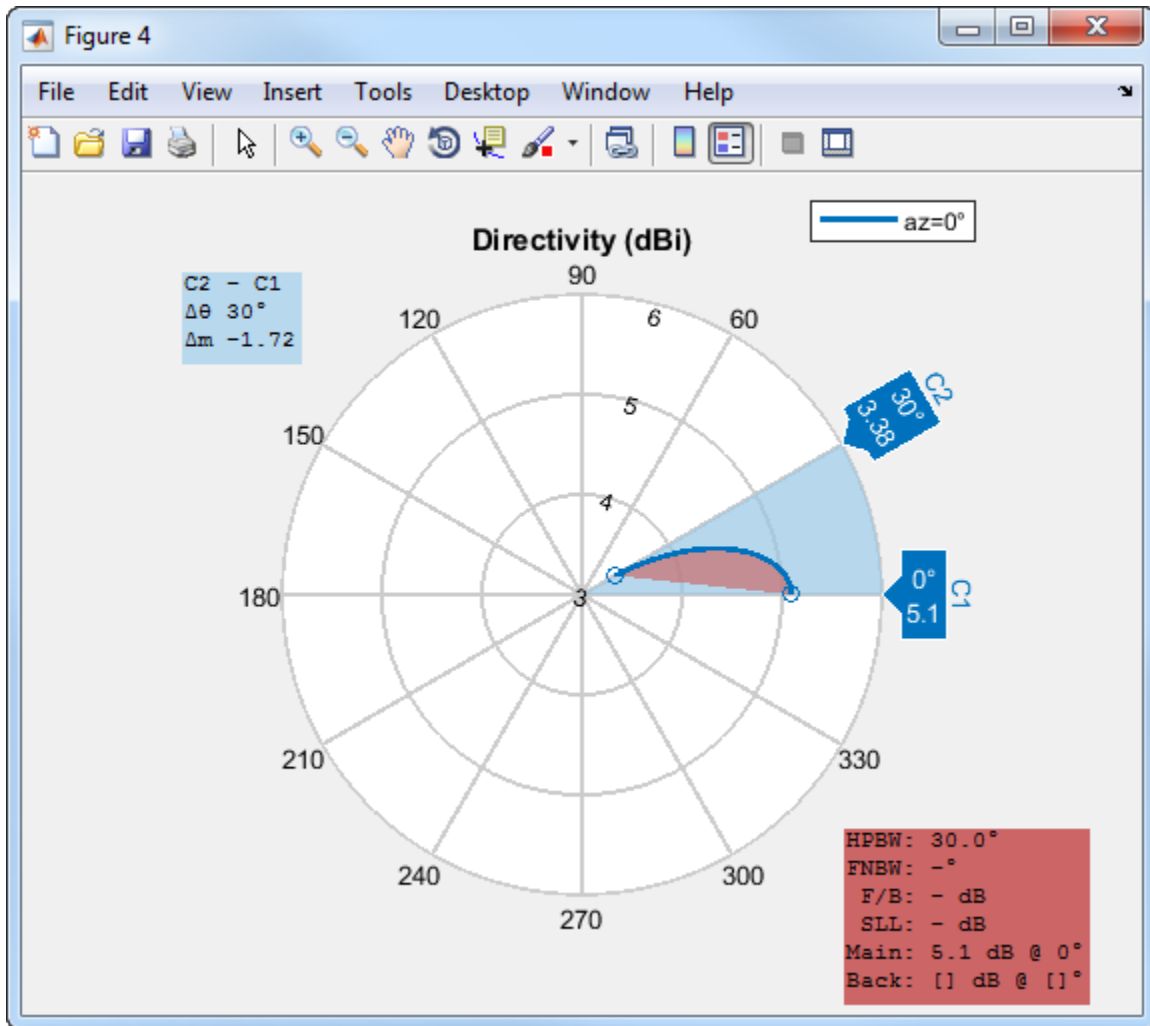 Figure 4
File Edit View Insert Tools Desktop Window Help
az=0°
Directivity (dBi)
C2 - C1
Δθ 30°
Δm -1.72
90
120
6
60
5
C2
30°
3.38
150
4
0°
5.1
C1
180
3
210
330
240
300
270
HPBW: 30.0°
FNBW: -°
F/B: - dB
SLL: - dB
Main: 5.1 dB @ 0°
Back: [] dB @ []°